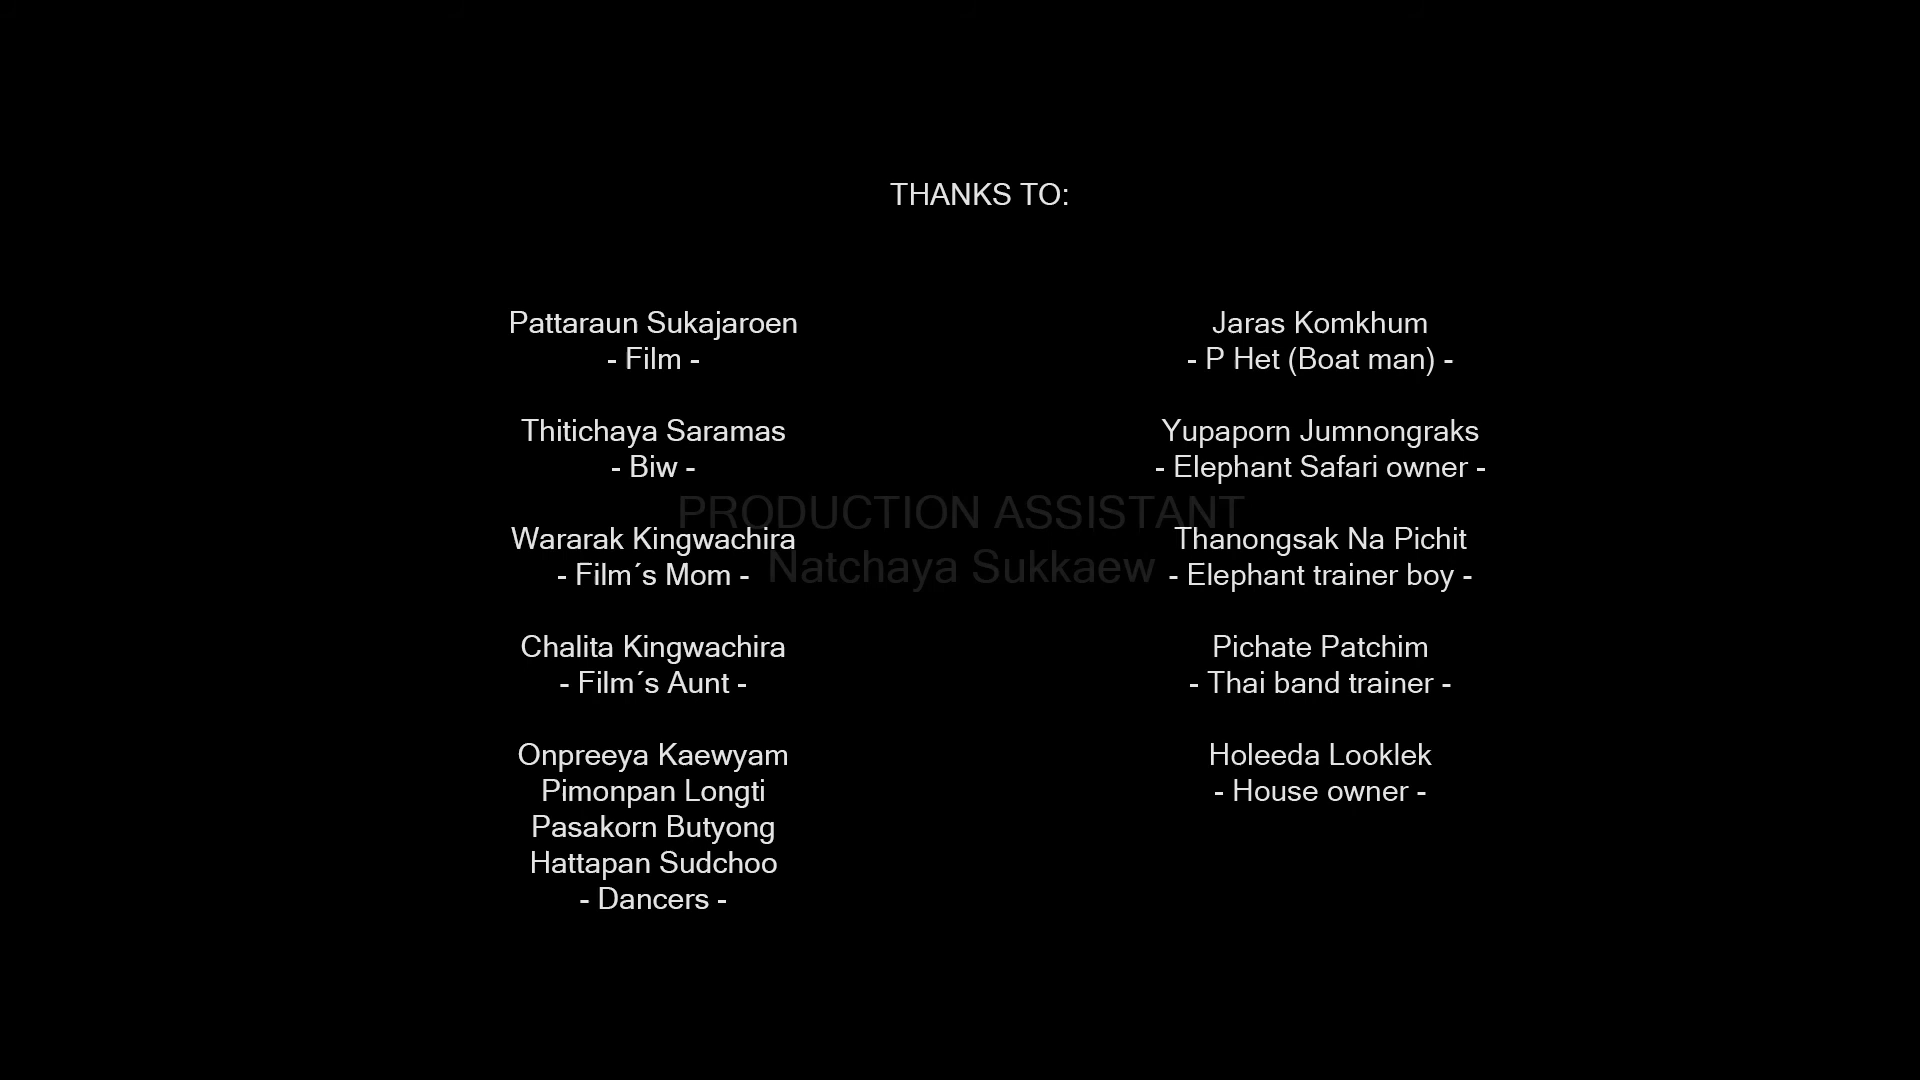 THANKS TO:
Pattaraun Sukajaroen
- Film -
Thitichaya Saramas
- Biw -
Wararak Kingwachira
- Film´s Mom -
Chalita Kingwachira
- Film´s Aunt -
Onpreeya Kaewyam
Pimonpan Longti
Pasakorn Butyong
Hattapan Sudchoo
- Dancers -
Jaras Komkhum
- P Het (Boat man) -
Yupaporn Jumnongraks
- Elephant Safari owner -
Thanongsak Na Pichit
- Elephant trainer boy -
Pichate Patchim
- Thai band trainer -
Holeeda Looklek
- House owner -
PRODUCTION ASSISTANT
Natchaya Sukkaew